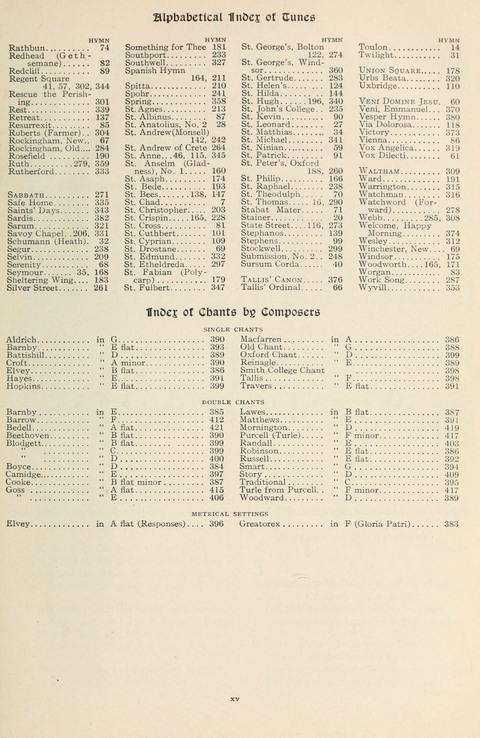 Alphabetical Index of Tunes
HYMN
Rathbun........... 74
Redhead (Geth-
semane)........ 82
Redcliff........... 89
Regent Square
41, 57, 302, 344
Rescue the Perish-
ing............. 301
Rest............... 339
Retreat............ 137
Resurrexit......... 85
Roberts (Farmer)... 304
Rockingham, New.. 67
Rockingham, Old... 284
Rosefield .......... 190
Ruth.......... 279, 359
Rutherford......... 333
SABBATH........... 271
Safe Home......... 335
Saints' Days....... 343
Sardis............. 382
Sarum............. 321
Savoy Chapel.. 206, 331
Schumann (Heath). 32
Segur.............. 238
Selvin............. 209
Serenity........... 68
Seymour....... 35, 168
Sheltering Wing.... 183
Silver Street....... 261
HYMN
Something for Thee 181
Southport.......... 233
Southwell.......... 327
Spanish Hymn
164, 211
Spitta.............. 210
Spohr.............. 241
Spring............. 358
St. Agnes.......... 213
St. Albinus........ 87
St. Anatolius, No. 2 28
St. Andrew(Monsell)
142, 242
St. Andrew of Crete 264
St. Anne...46, 115, 345
St. Anselm (Glad-
ness), No. 1...... 160
St. Asaph.......... 174
St. Bede........... 193
St. Bees....... 138, 147
St. Chad........... 7
St. Christopher.... 203
St. Crispin..... 165, 228
St. Cross.......... 81
St. Cuthbert....... 101
St. Cyprian........ 109
St. Drostane....... 69
St. Edmund........ 332
St. Etheldreda..... 297
St. Fabian (Poly-
carp)........... 179
St. Fulbert......... 347
HYMN
St. George's, Bolton
122, 274
St. George's, Wind-
sor............. 360
St. Gertrude....... 283
St. Helen's......... 124
St. Hilda.......... 144
St. Hugh...... 196, 340
St. John's College .. 235
St. Kevin.......... 90
St. Leonard........ 27
St. Matthias....... 34
St. Michael........ 341
St. Ninian......... 59
St. Patrick......... 91
St. Peter's, Oxford
188, 260
St. Philip.......... 166
St. Raphael........ 238
St. Theodulph..... 70
St. Thomas..... 16, 290
Stabat Mater...... 71
Stainer............ 20
State Street.... 116, 273
Stephanos......... 139
Stephens.......... 99
Stockwell.......... 299
Submission, No. 2.. 248
Sursum Corda..... 40
TALLIS' CANON..... 376
Tallis' Ordinal..... 66
HYMN
Toulon............. 14
Twilight........... 31
UNION SQUARE..... 178
Urbs Beata........ 320
Uxbridge........... 110
VENI DOMINE JESU. 60
Veni, Emmanuel.... 370
Vesper Hymn...... 380
Via Dolorosa...... 118
Victory............ 373
Vienna............. 86
Vox Angelica...... 319
Vox Dilecti........ 61
WALTHAM.......... 309
Ward.............. 191
Warrington........ 315
Watchman......... 316
Watchword (For-
ward)........... 278
Webb......... 285, 308
Welcome, Happy
Morning......... 374
Wesley............ 312
Winchester, New... 69
Windsor........... 175
Woodworth.... 165, 171
Worgan............ 83
Work Song......... 287
Wyvill............. 353
Index of Chants by Composers
SINGLE CHANTS
Aldrich........... in G................ 390
Barnby........... " E flat............ 393
Battishill......... " D................ 389
Croft............. " A minor.......... 390
Elvey............. " B flat............ 386
Hayes............ " E................ 391
Hopkins.......... " E flat............ 399
Macfarren........ in A................ 386
Old Chant........ " G................ 388
Oxford Chant..... " D................ 399
Reinagle.......... " E................ 389
Smith College Chant 398
Tallis ............ " F................ 398
Travers........... " E flat............ 391
DOUBLE CHANTS
Barnby........... in E................ 385
Barrow........... " F................ 412
Bedell............ " A flat............ 421
Beethoven........ " B flat............ 390
Blodgett.......... " B flat............ 399
" " C................ 399
" " D................ 400
Boyce............ " D................ 384
Camidge.......... " E................ 397
Cooke............ " B flat minor...... 387
Goss ............. " A flat............ 415
" ............. " E................ 406
Lawes............ in B flat............ 387
Matthews......... " E................ 391
Mornington....... " D................ 419
Purcell (Turle).... " F minor.......... 417
Randall........... " E................ 403
Robinson......... " E flat............ 386
Russell........... " E................ 392
Smart............ " G................ 394
Story............. " D................ 409
Traditional ....... " C................ 395
Turle from Purcell.. " F minor.......... 417
Woodward....... " D................ 389
METRICAL SETTINGS
Elvey............. in A flat (Responses).... 396
Greatorex ......... in F (Gloria Patri)...... 383
xv